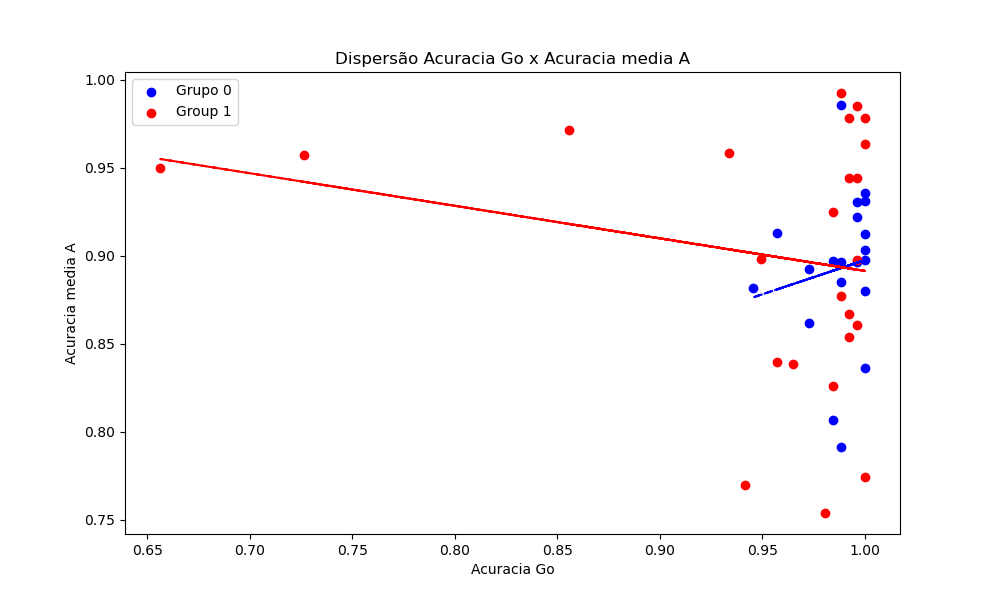 Dispersão Acuracia Go x Acuracia media A
Grupo 0
Group 1
Acuracia media A
1.00
0.95
0.90
0.85
0.80
0.75
0.65 0.70 0.75 0.80 0.85 0.90 0.95 1.00
Acuracia Go